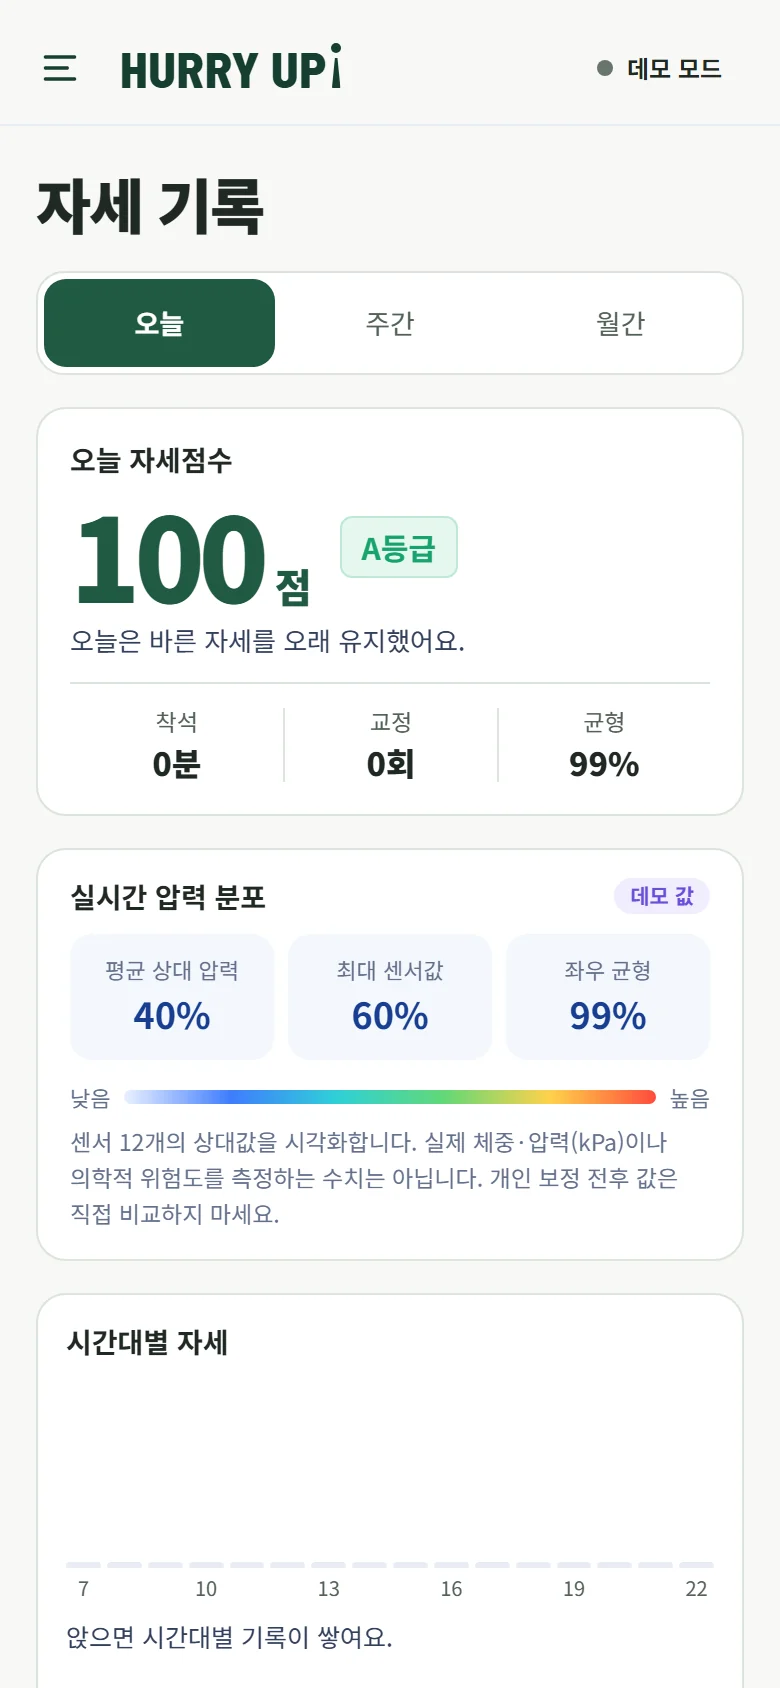 HURRY UP¡
데모 모드
자세 기록
오늘 주간 월간
오늘 자세점수
100점 A등급
오늘은 바른 자세를 오래 유지했어요.
착석 교정 균형
0분 0회 99%
실시간 압력 분포 데모 값
평균 상대 압력 최대 센서값 좌우 균형
40% 60% 99%
낮음 높음
센서 12개의 상대값을 시각화합니다. 실제 체중·압력(kPa)이나
의학적 위험도를 측정하는 수치는 아닙니다. 개인 보정 전후 값은
직접 비교하지 마세요.
시간대별 자세
7 10 13 16 19 22
앉으면 시간대별 기록이 쌓여요.